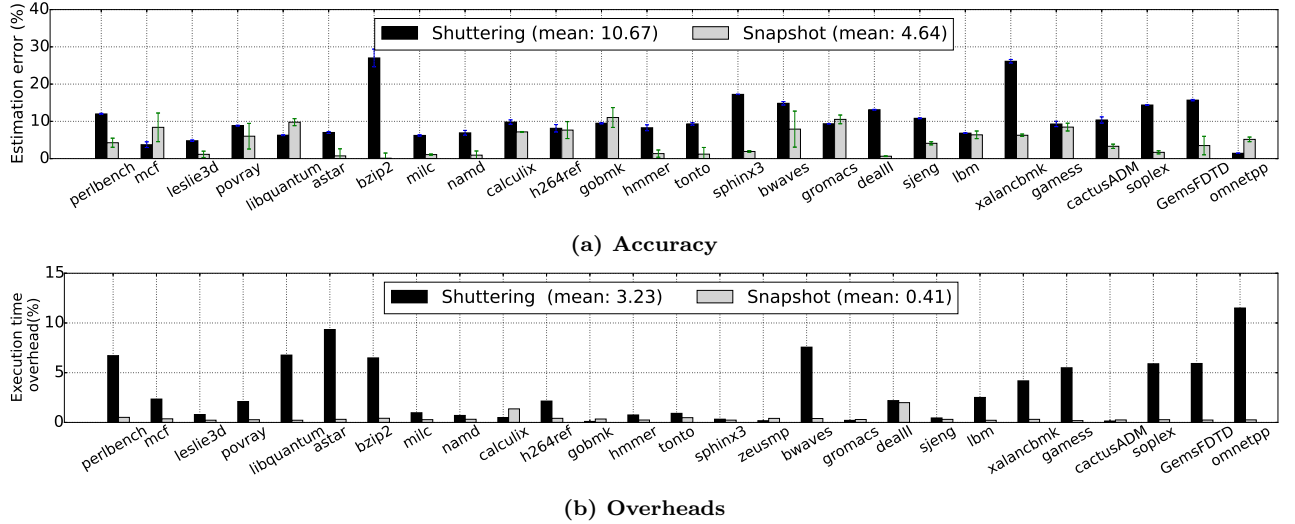 40
30
20
10
0
Estimation error (%)
Shuttering (mean: 10.67)
Snapshot (mean: 4.64)
perlbench
mcf
leslie3d
povray
libquantum
astar
bzip2
milc
namd
calculix
h264ref
gobmk
hmmer
tonto
sphinx3
bwaves
gromacs
dealII
sjeng
lbm
xalancbmk
gamess
cactusADM
soplex
GemsFDTD
omnetpp
(a) Accuracy
15
10
5
0
Execution time
overhead(%)
Shuttering (mean: 3.23)
Snapshot (mean: 0.41)
perlbench
mcf
leslie3d
povray
libquantum
astar
bzip2
milc
namd
calculix
h264ref
gobmk
hmmer
tonto
sphinx3
zeusmp
bwaves
gromacs
dealII
sjeng
lbm
xalancbmk
gamess
cactusADM
soplex
GemsFDTD
omnetpp
(b) Overheads